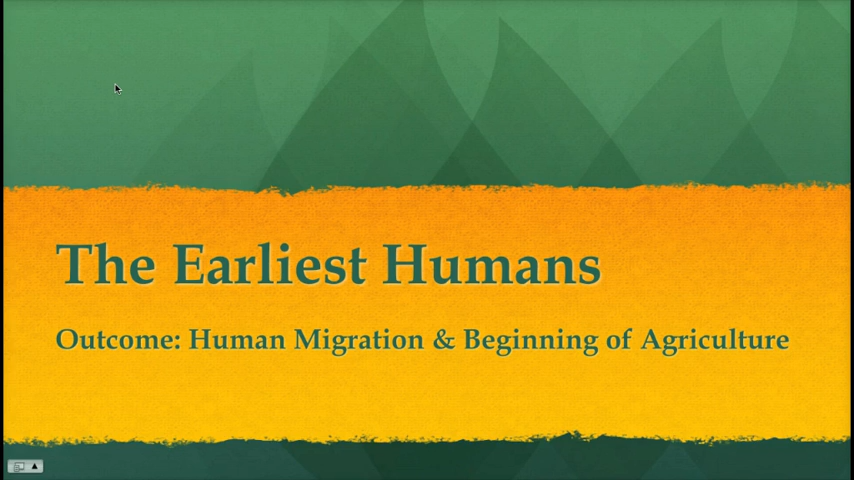 The Earliest Humans
Outcome: Human Migration & Beginning of Agriculture